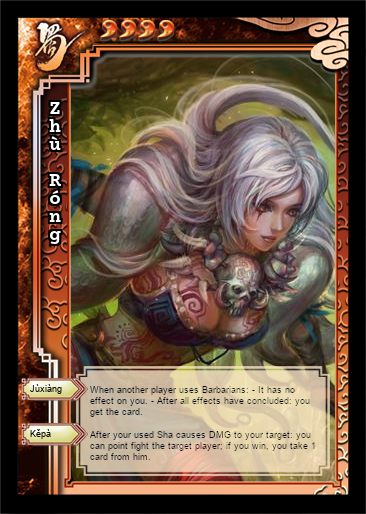 蜀
Zhù Róng
Jùxiàng
When another player uses Barbarians: - It has no
effect on you. - After all effects have concluded: you
get the card.
Kěpà
After your used Sha causes DMG to your target: you
can point fight the target player; if you win, you take 1
card from him.